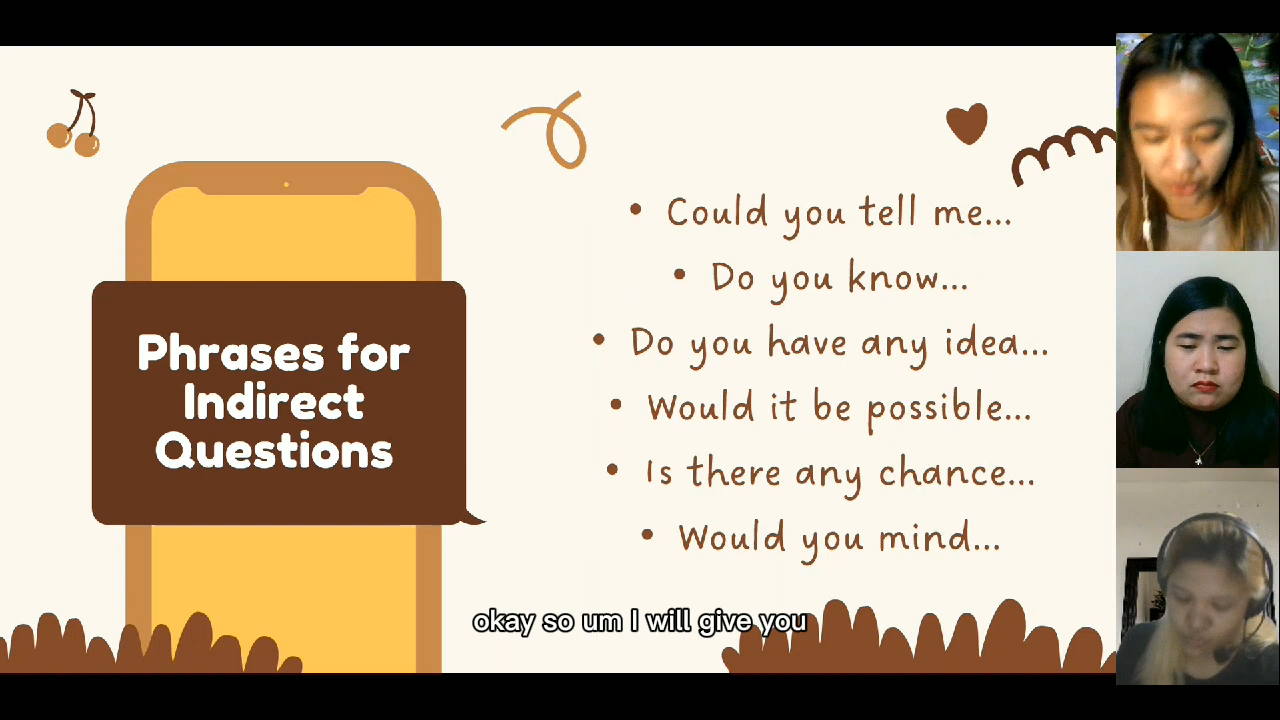 Phrases for
Indirect
Questions
• Could you tell me...
• Do you know...
• Do you have any idea...
• Would it be possible...
• Is there any chance...
• Would you mind...
okay so um I will give you